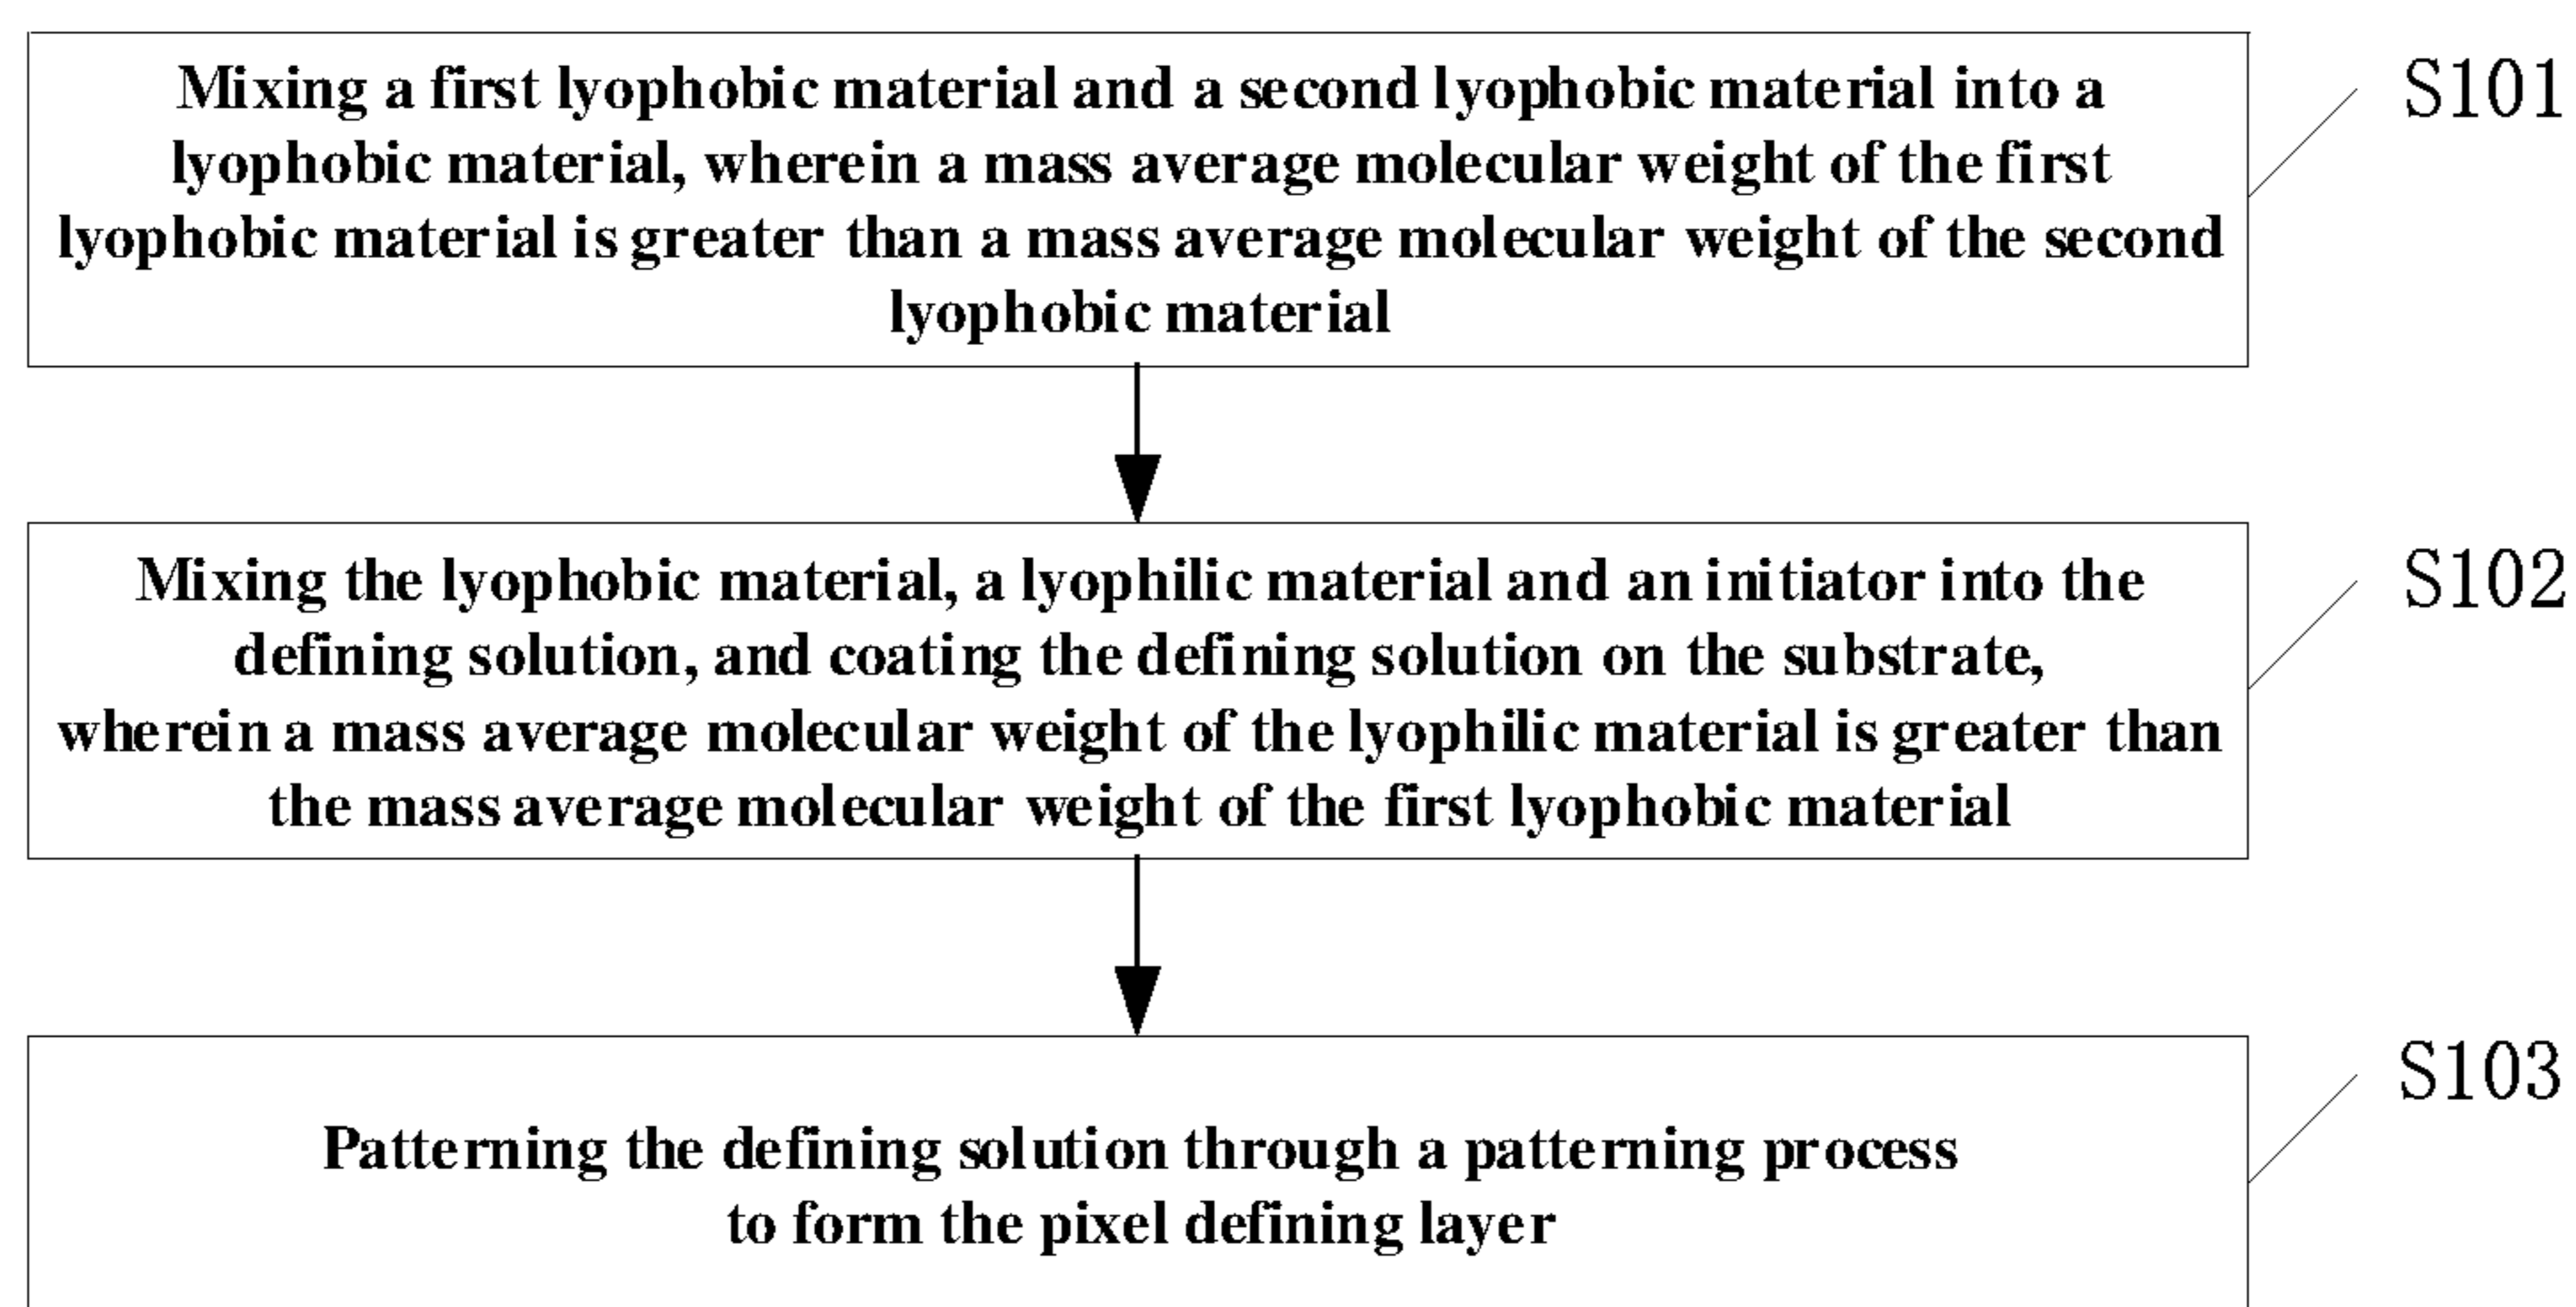 Mixing a first lyophobic material and a second lyophobic material into a
lyophobic material, wherein a mass average molecular weight of the first
lyophobic material is greater than a mass average molecular weight of the second
lyophobic material
S101
Mixing the lyophobic material, a lyophilic material and an initiator into the
defining solution, and coating the defining solution on the substrate,
wherein a mass average molecular weight of the lyophilic material is greater than
the mass average molecular weight of the first lyophobic material
S102
Patterning the defining solution through a patterning process
to form the pixel defining layer
S103